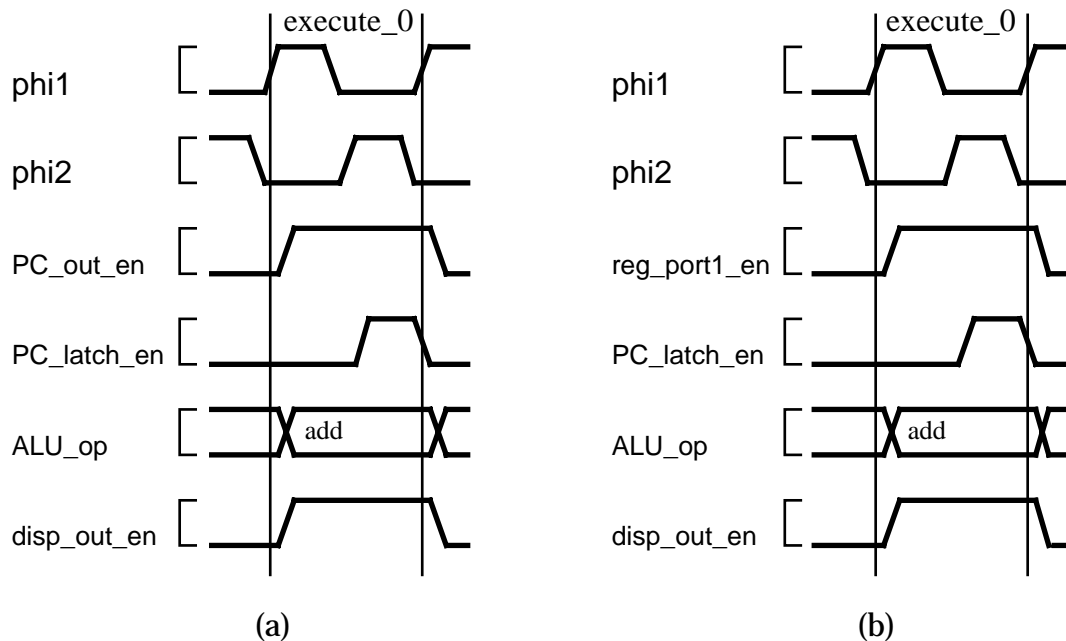 execute_0
phi1
phi2
PC_out_en
PC_latch_en
ALU_op
add
disp_out_en
(a)
execute_0
phi1
phi2
reg_port1_en
PC_latch_en
ALU_op
add
disp_out_en
(b)